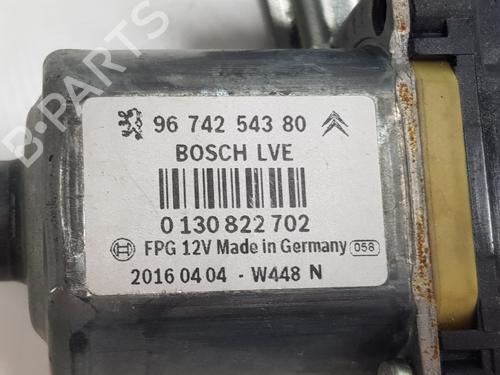 96 742 543 80
BOSCH LVE
0 130 822 702
FPG 12V Made in Germany 058
2016 04 04 - W448 N
B-PARTS